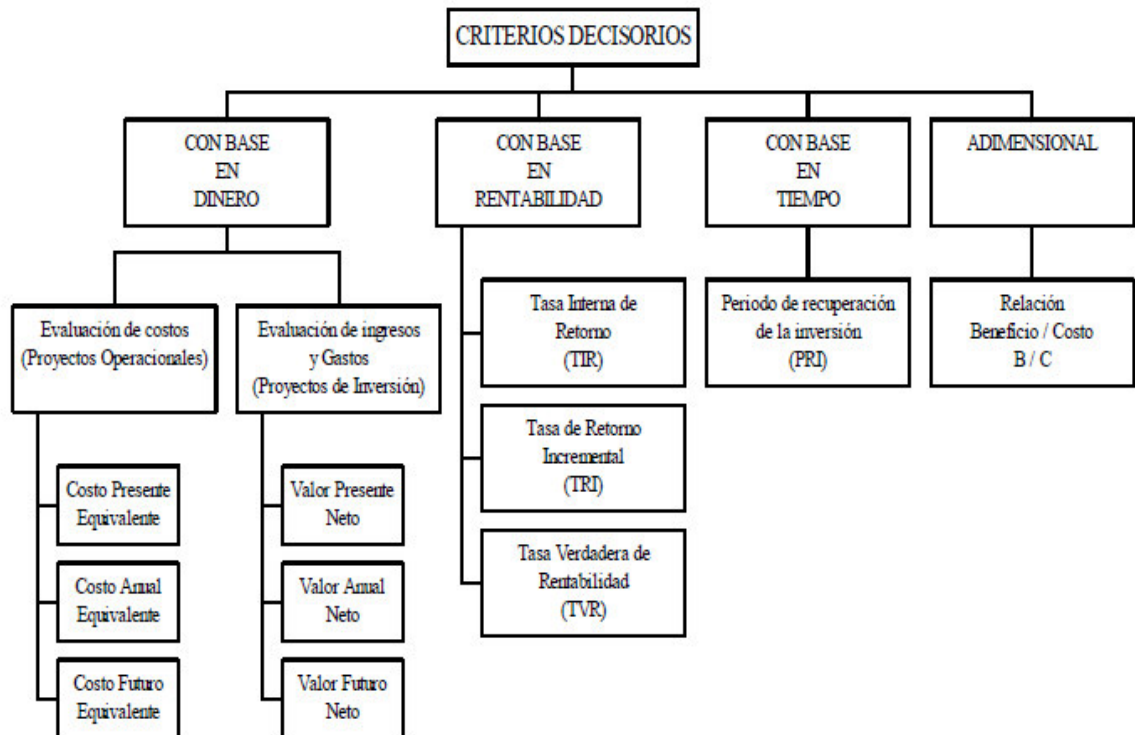 CRITERIOS DECISORIOS
CON BASE
EN
DINERO
CON BASE
EN
RENTABILIDAD
CON BASE
EN
TIEMPO
ADIMENSIONAL
Evaluación de costos
(Proyectos Operacionales)
Evaluación de ingresos
y Gastos
(Proyectos de Inversión)
Costo Presente
Equivalente
Costo Anual
Equivalente
Costo Futuro
Equivalente
Valor Presente
Neto
Valor Anual
Neto
Valor Futuro
Neto
Tasa Interna de
Retorno
(TIR)
Tasa de Retorno
Incremental
(TRI)
Tasa Verdadera de
Rentabilidad
(TVR)
Periodo de recuperación
de la inversión
(PRI)
Relación
Beneficio / Costo
B / C